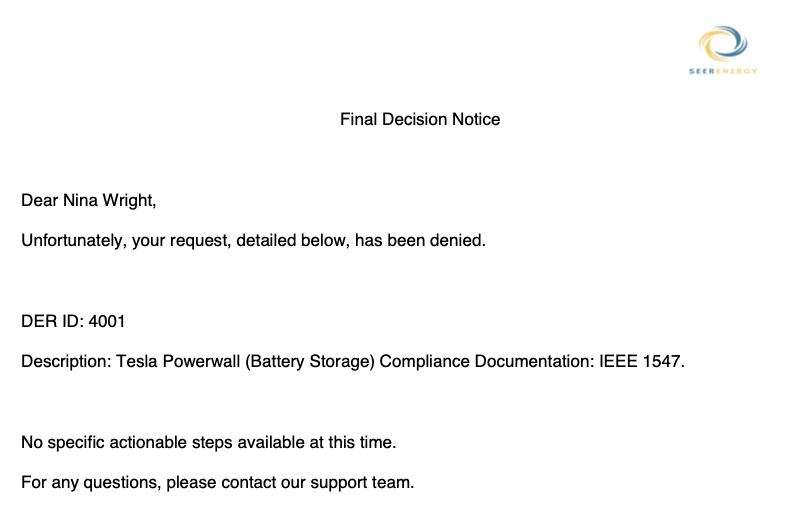 SEERENERGY
Final Decision Notice
Dear Nina Wright,
Unfortunately, your request, detailed below, has been denied.
DER ID: 4001
Description: Tesla Powerwall (Battery Storage) Compliance Documentation: IEEE 1547.
No specific actionable steps available at this time.
For any questions, please contact our support team.